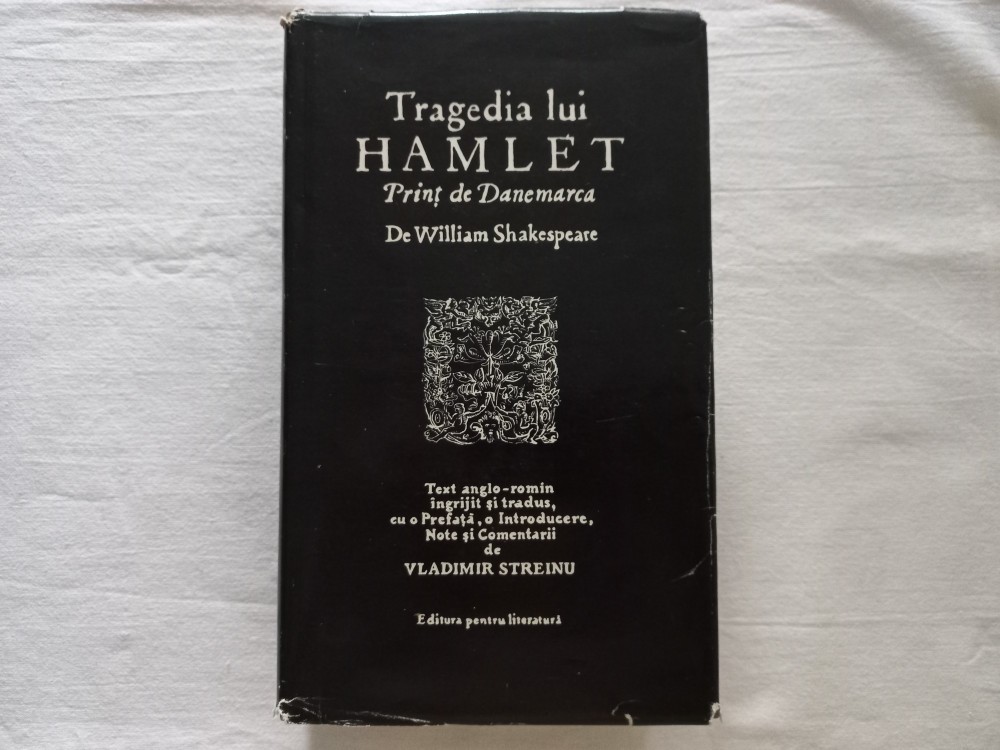 Tragedia lui
HAMLET
Prinț de Danemarca
De William Shakespeare
Text anglo-romin
îngrijit și tradus,
cu o Prefață, o Introducere,
Note și Comentarii
de
VLADIMIR STREINU
Editura pentru literatură